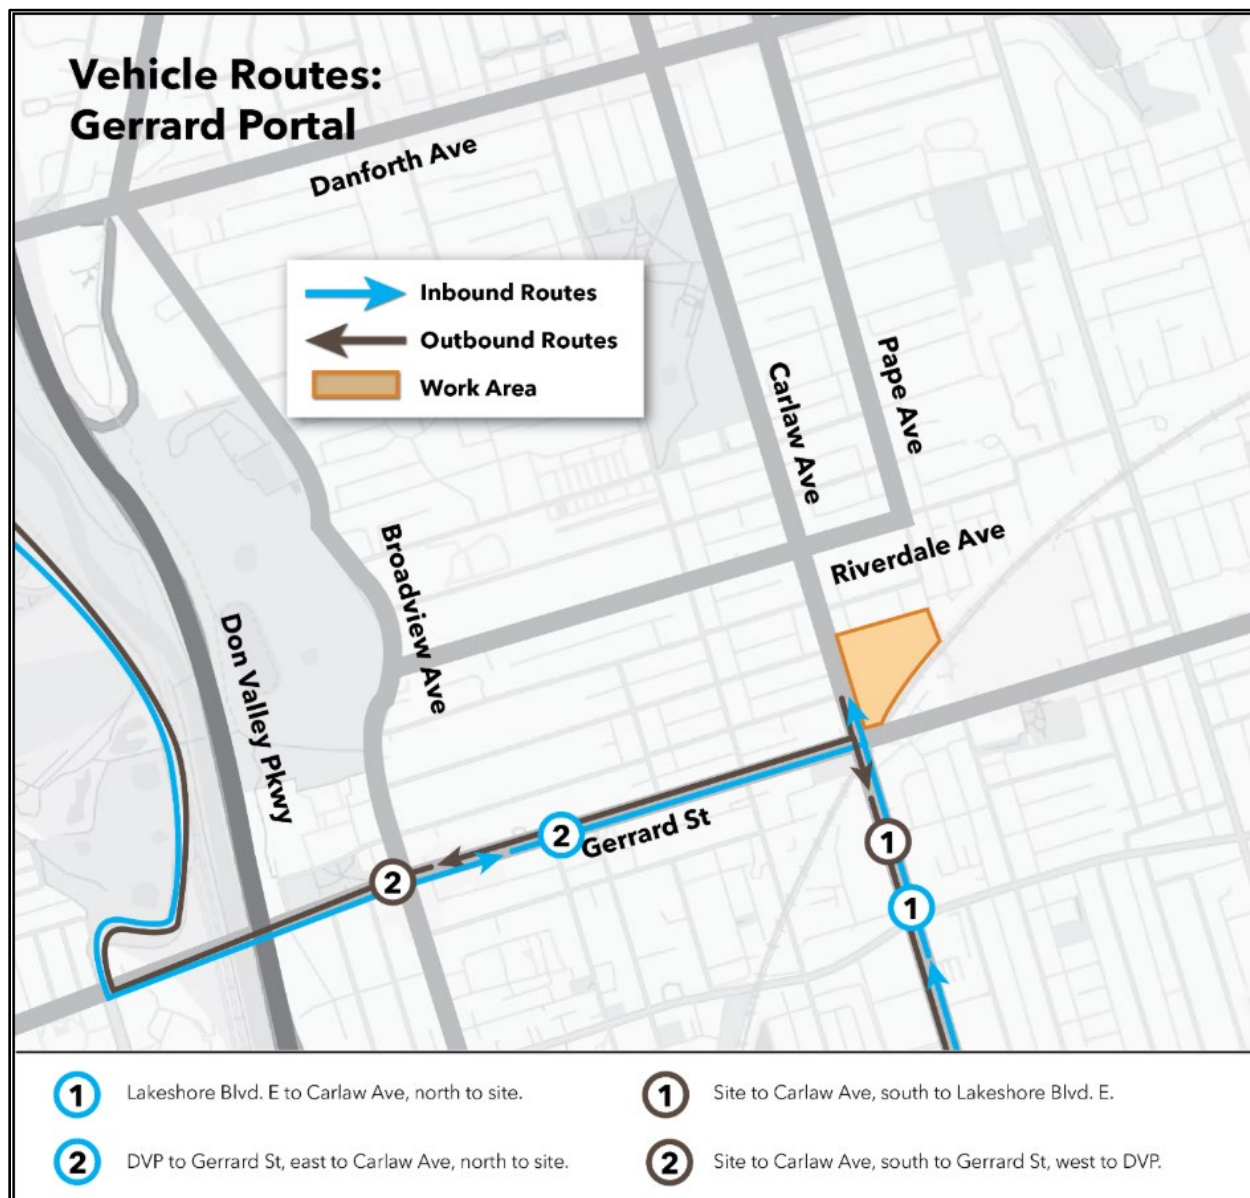 Vehicle Routes:
Gerrard Portal
Danforth Ave
Inbound Routes
Outbound Routes
Work Area
Pape Ave
Carlaw Ave
Riverdale Ave
Broadview Ave
Don Valley Pkwy
2
Gerrard St
1
2
1
1 Lakeshore Blvd. E to Carlaw Ave, north to site.
1 Site to Carlaw Ave, south to Lakeshore Blvd. E.
2 DVP to Gerrard St, east to Carlaw Ave, north to site.
2 Site to Carlaw Ave, south to Gerrard St, west to DVP.